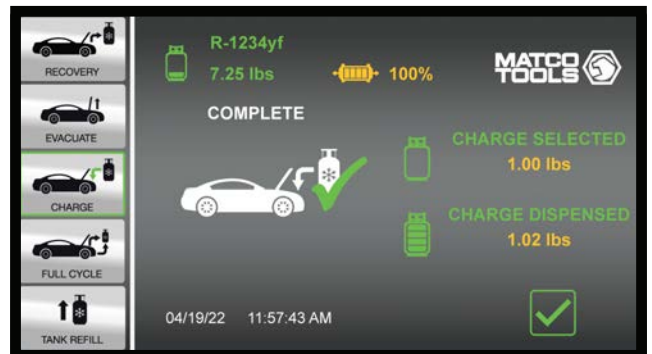 RECOVERY
EVACUATE
CHARGE
FULL CYCLE
TANK REFILL
R-1234yf
7.25 lbs
100%
MATCO
TOOLS
COMPLETE
CHARGE SELECTED
1.00 lbs
CHARGE DISPENSED
1.02 lbs
04/19/22 11:57:43 AM